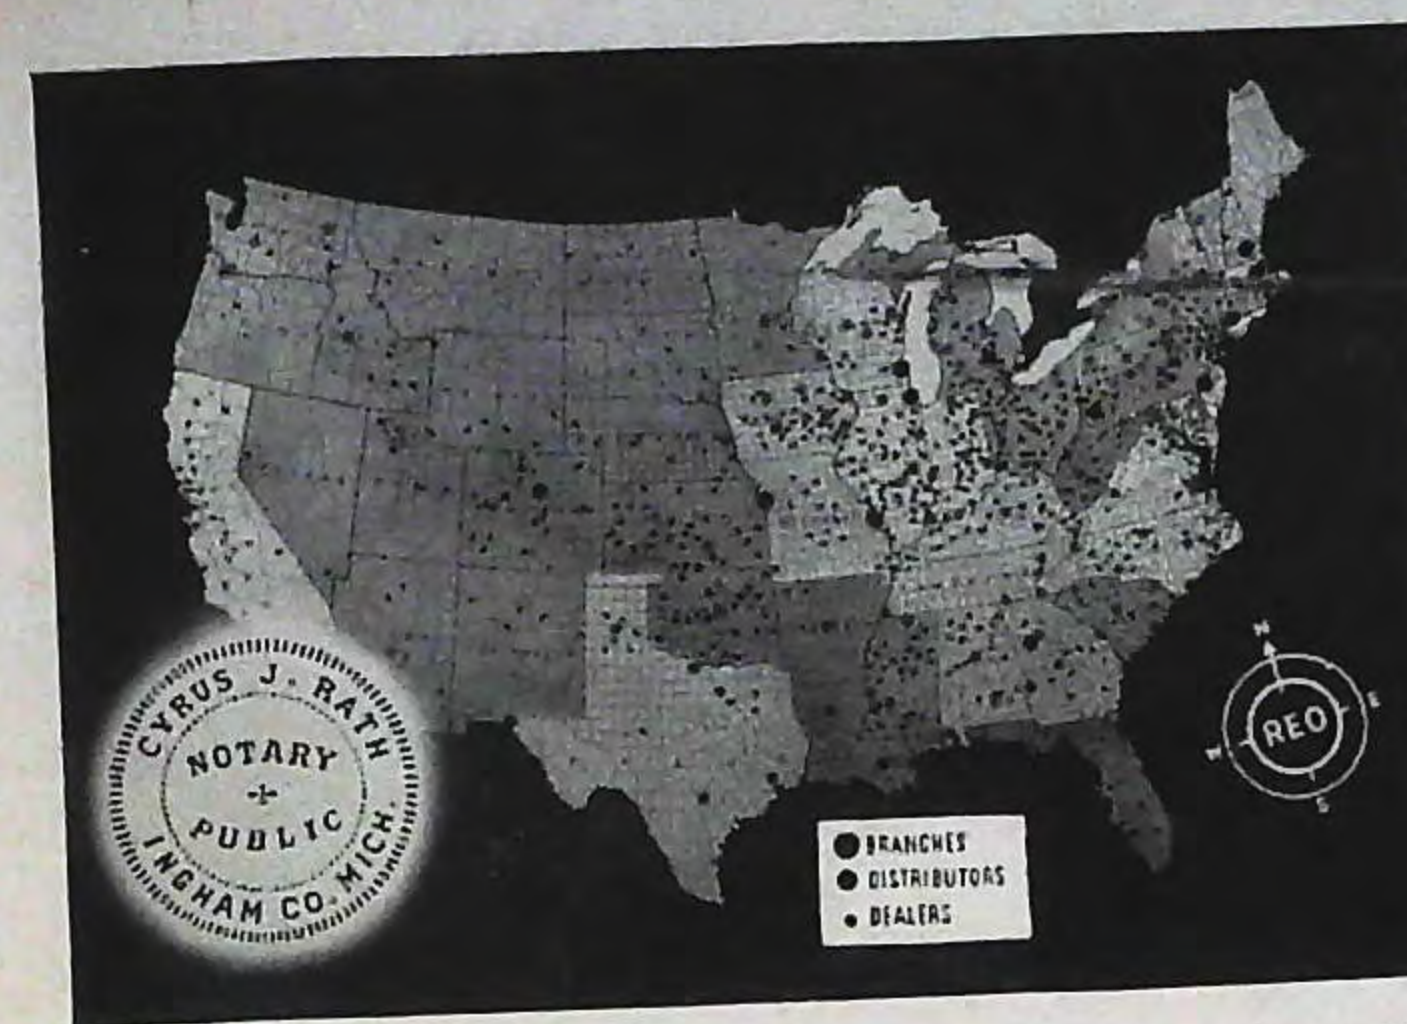 CYRUS J. RATH
NOTARY
PUBLIC
INGHAM CO. MICH.
BRANCHES
DISTRIBUTORS
DEALERS
N
E
REO
W
S